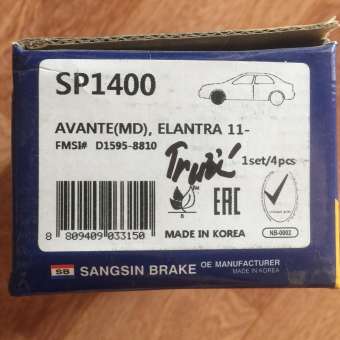 SP1400
AVANTE(MD), ELANTRA 11-
FMSI# D1595-8810
1set/4pcs
B
EAC
NB-0002
8 809409 033150
MADE IN KOREA
SB
SANGSIN BRAKE
OE MANUFACTURER
MADE IN KOREA